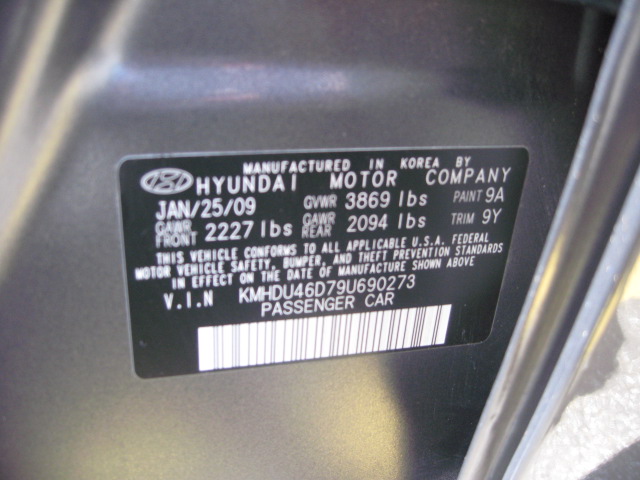 MANUFACTURED IN KOREA BY
HYUNDAI MOTOR COMPANY
JAN/25/09 GVWR 3869 lbs PAINT 9A
GAWR FRONT 2227 lbs GAWR REAR 2094 lbs TRIM 9Y
THIS VEHICLE CONFORMS TO ALL APPLICABLE U.S.A. FEDERAL
MOTOR VEHICLE SAFETY, BUMPER, AND THEFT PREVENTION STANDARDS
IN EFFECT ON THE DATE OF MANUFACTURE SHOWN ABOVE.
V.I.N KMHDU46D79U690273
PASSENGER CAR